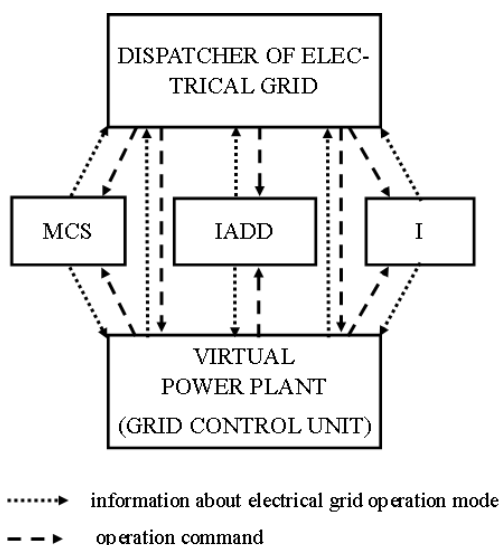 DISPATCHER OF ELEC-
TRICAL GRID
MCS
IADD
I
VIRTUAL
POWER PLANT
(GRID CONTROL UNIT)
information about electrical grid operation mode
operation command